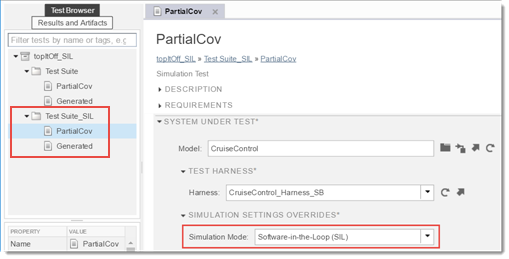 Test Browser
Results and Artifacts
Filter tests by name or tags, e.g
topItOff_SIL
Test Suite
PartialCov
Generated
Test Suite_SIL
PartialCov
Generated
PROPERTY VALUE
Name PartialCov
PartialCov ×
PartialCov
topItOff_SIL » Test Suite_SIL » PartialCov
Simulation Test
DESCRIPTION
REQUIREMENTS
SYSTEM UNDER TEST*
Model: CruiseControl
TEST HARNESS*
Harness: CruiseControl_Harness_SB
SIMULATION SETTINGS OVERRIDES*
Simulation Mode: Software-in-the-Loop (SIL)